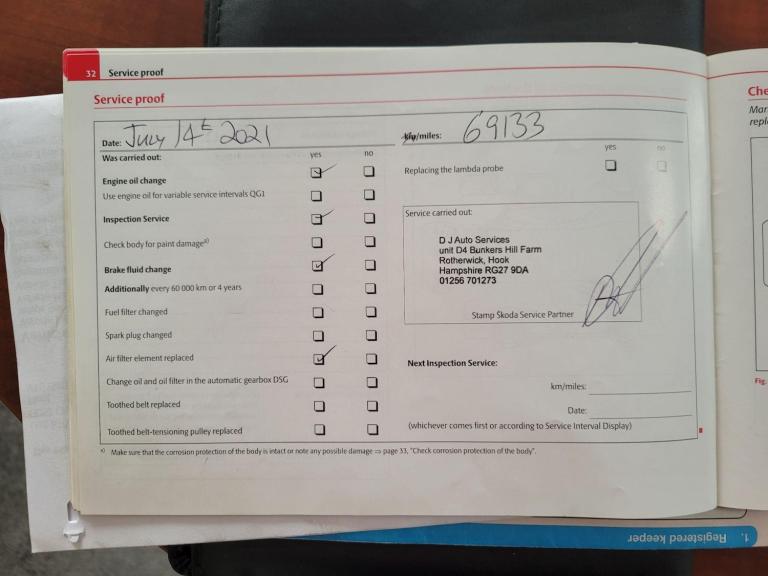 32 Service proof
Service proof
Date: July 14t 2021
km/miles: 69133
Was carried out: yes no
Engine oil change
Use engine oil for variable service intervals QG1
Inspection Service
Check body for paint damage a)
Brake fluid change
Additionally every 60 000 km or 4 years
Fuel filter changed
Spark plug changed
Air filter element replaced
Change oil and oil filter in the automatic gearbox DSG
Toothed belt replaced
Toothed belt-tensioning pulley replaced
yes no
Replacing the lambda probe
Service carried out:
D J Auto Services
unit D4 Bunkers Hill Farm
Rotherwick, Hook
Hampshire RG27 9DA
01256 701273
Stamp Škoda Service Partner
Next Inspection Service:
km/miles:
Date:
(whichever comes first or according to Service Interval Display)
a) Make sure that the corrosion protection of the body is intact or note any possible damage ⇒ page 33, "Check corrosion protection of the body".
Che
Mar
repl
Fig.
1. Registered keeper